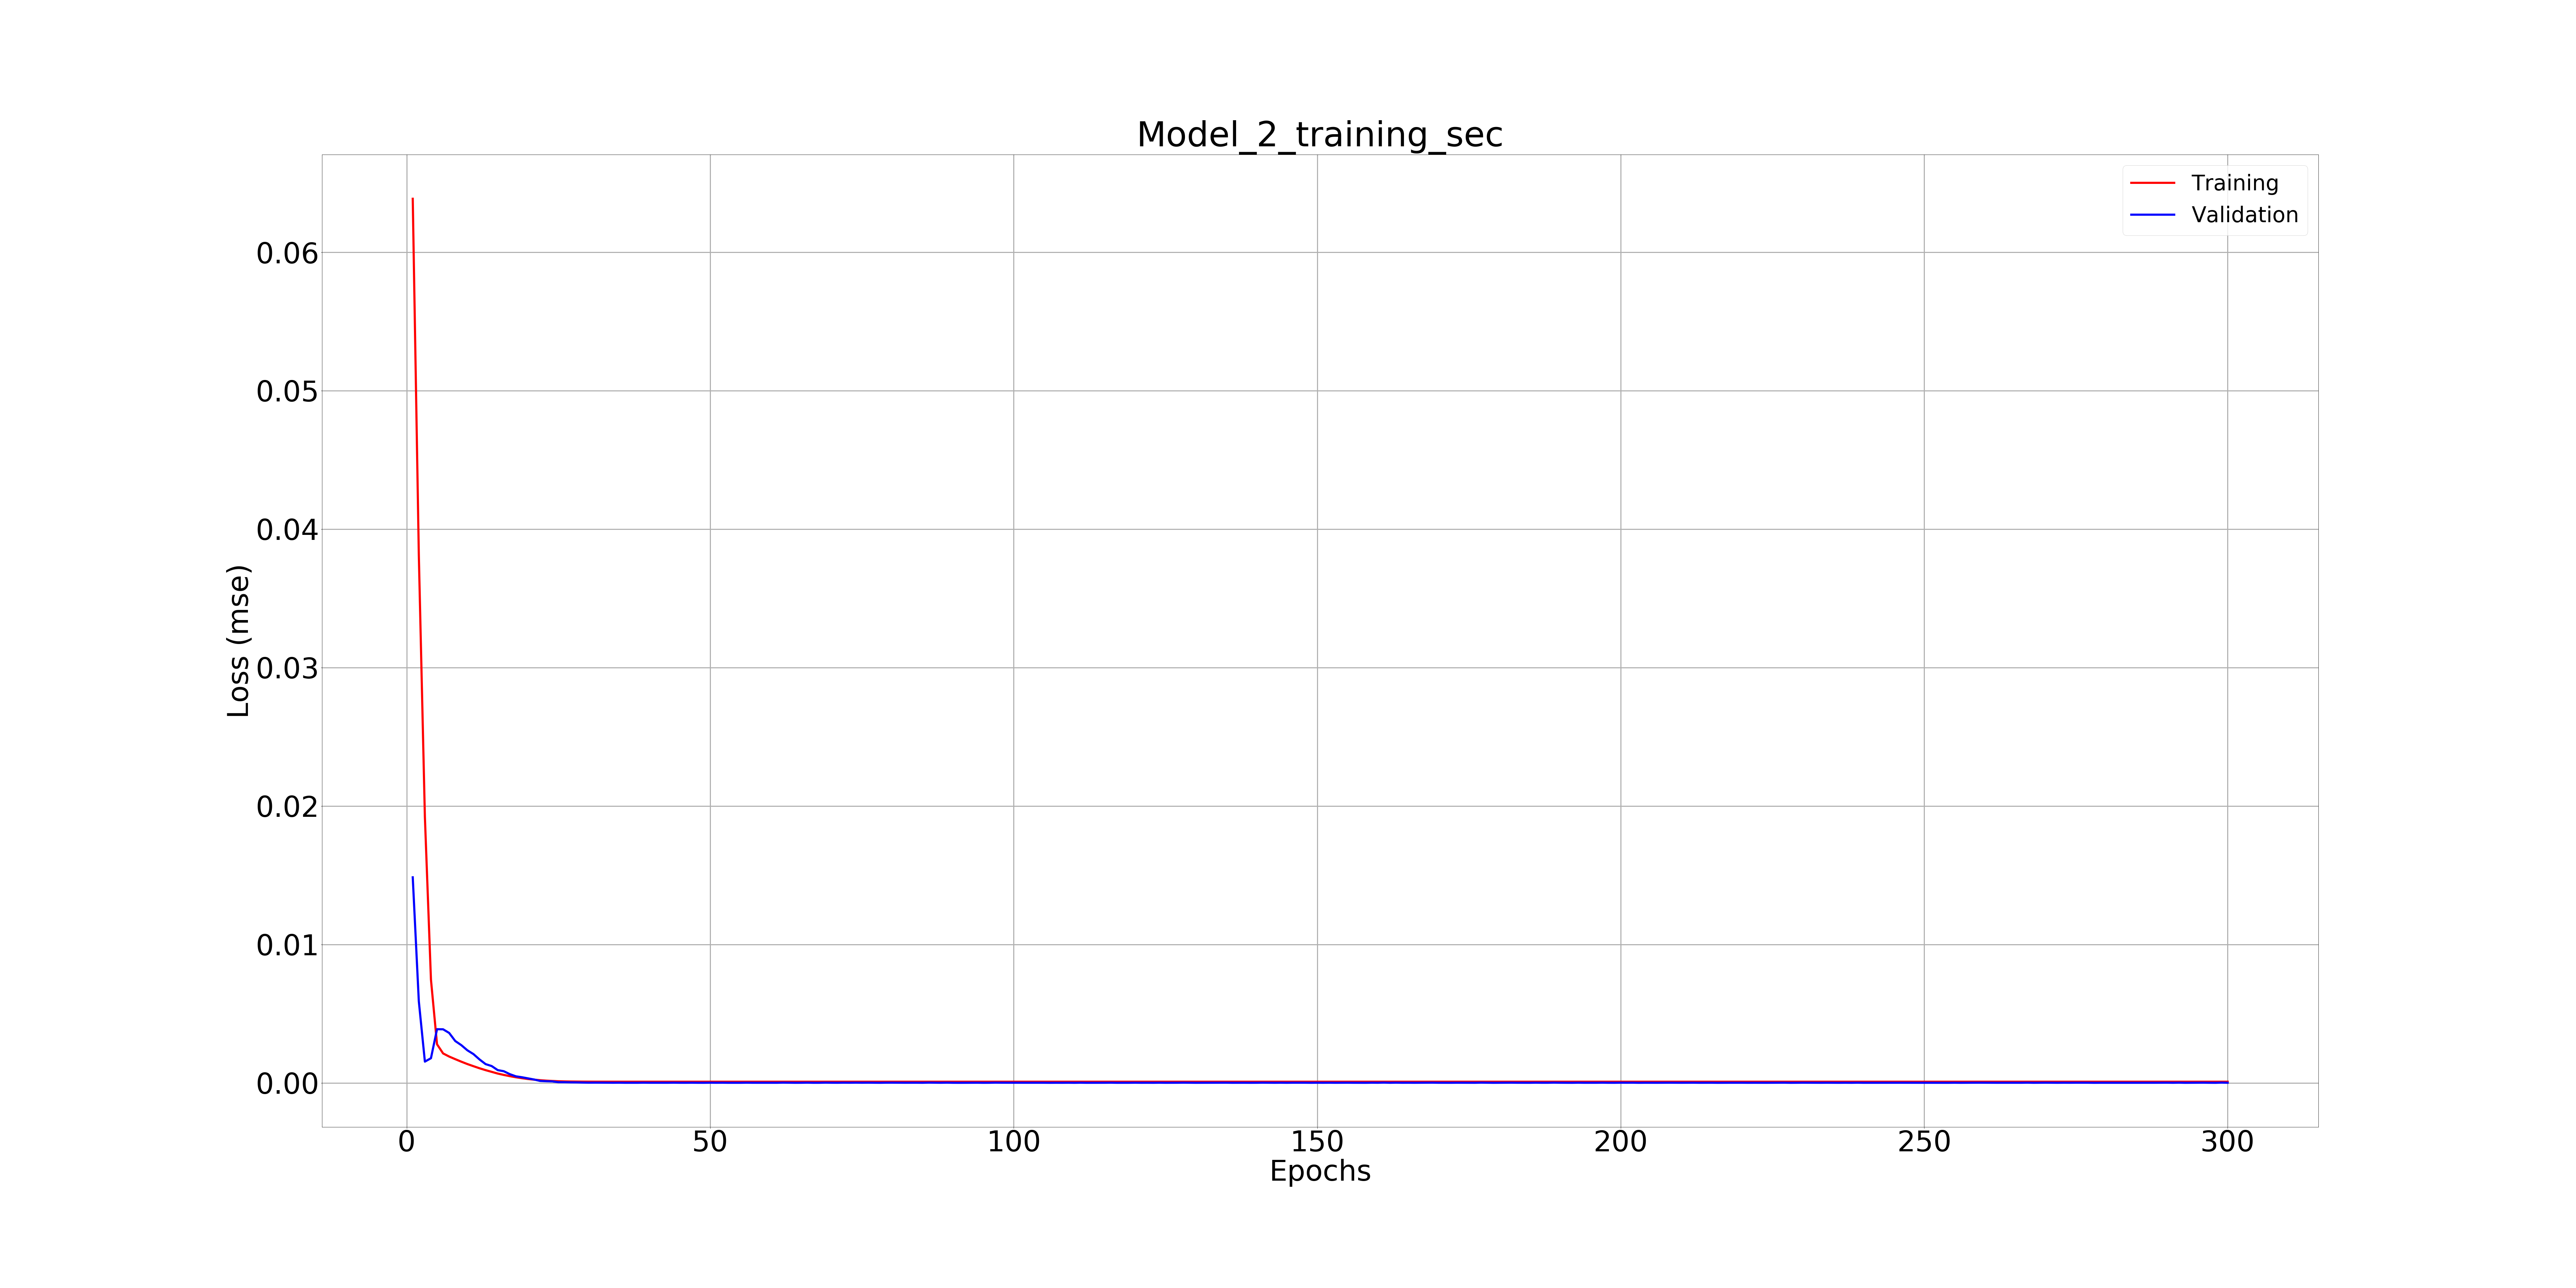 Model_2_training_sec
Training
Validation
0.06
0.05
0.04
0.03
0.02
0.01
0.00
Loss (mse)
0 50 100 150 200 250 300
Epochs